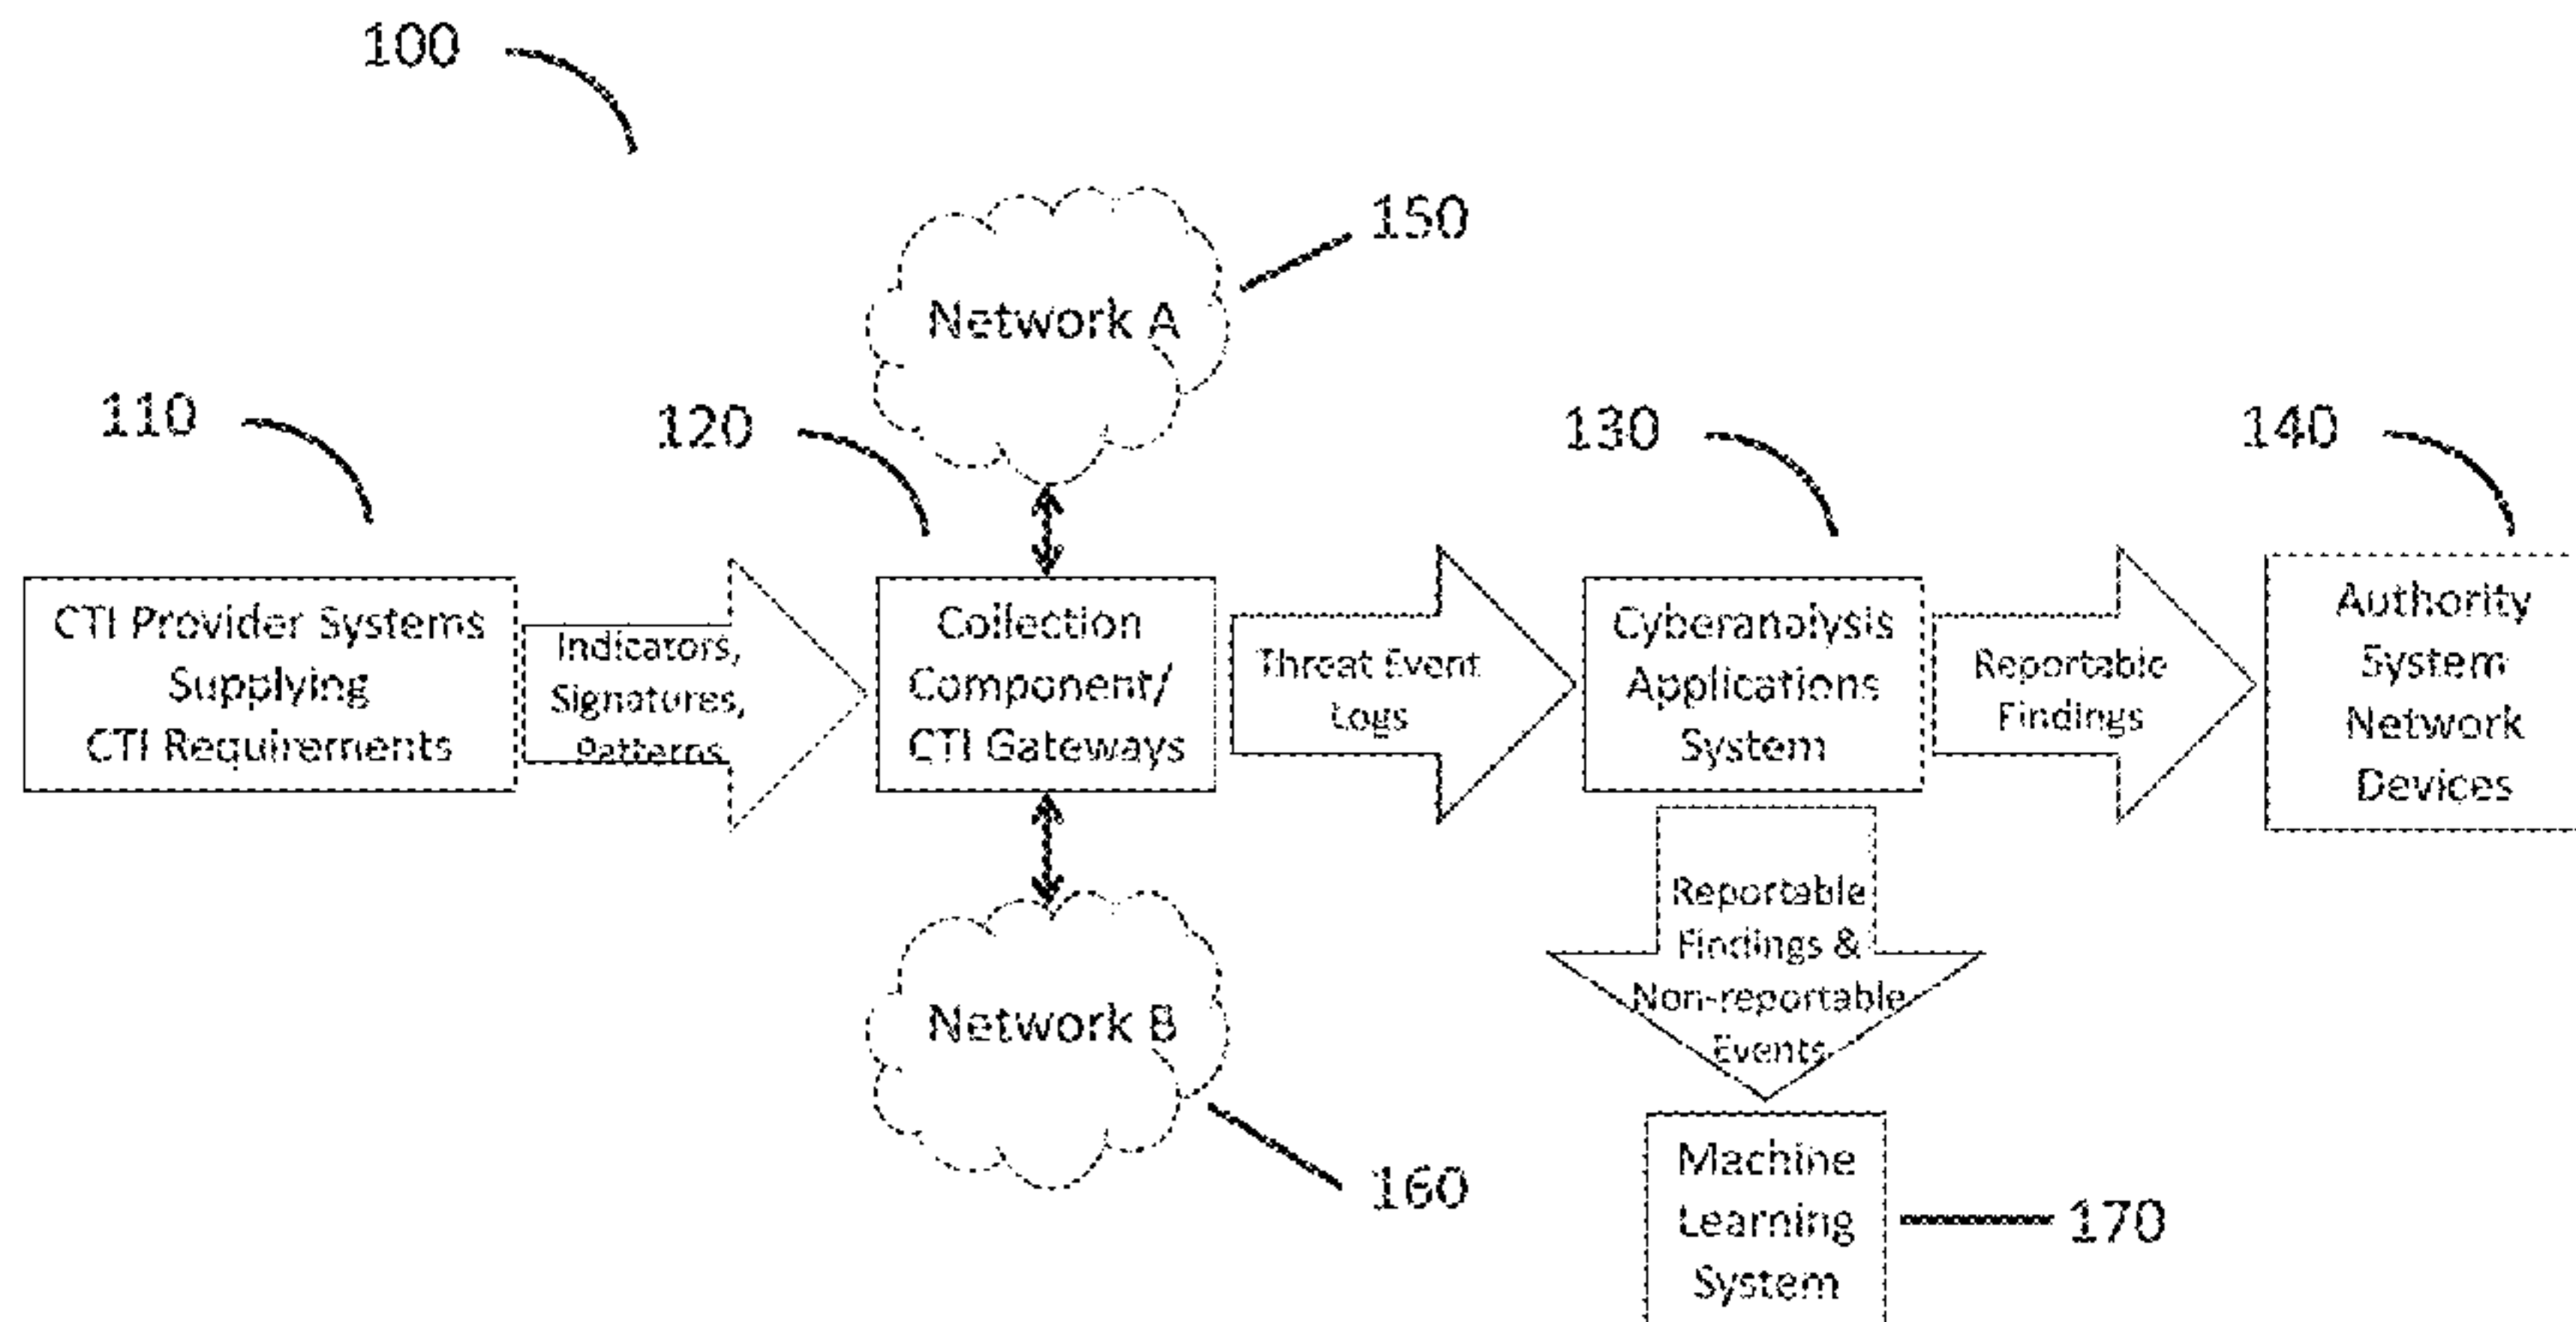 100
150
Network A
110
120
130
140
CTI Provider Systems
Supplying
CTI Requirements
Indicators,
Signatures,
Patterns
Collection
Component/
CTI Gateways
Threat Event
Logs
Cyberanalysis
Applications
System
Reportable
Findings
Authority
System
Network
Devices
Reportable
Findings &
Non-reportable
Events
Network B
160
Machine
Learning
System
170